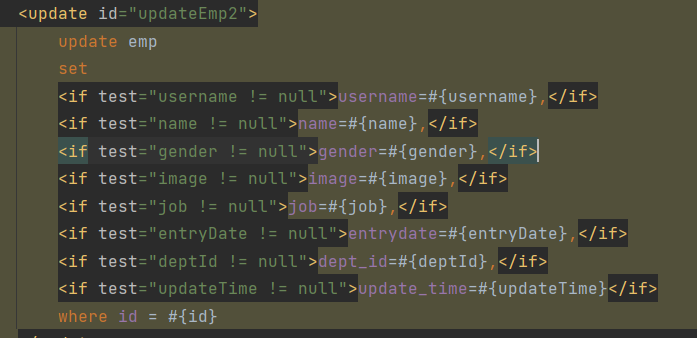 <update id="updateEmp2">
update emp
set
<if test="username != null">username=#{username},</if>
<if test="name != null">name=#{name},</if>
<if test="gender != null">gender=#{gender},</if>
<if test="image != null">image=#{image},</if>
<if test="job != null">job=#{job},</if>
<if test="entryDate != null">entrydate=#{entryDate},</if>
<if test="deptId != null">dept_id=#{deptId},</if>
<if test="updateTime != null">update_time=#{updateTime}</if>
where id = #{id}